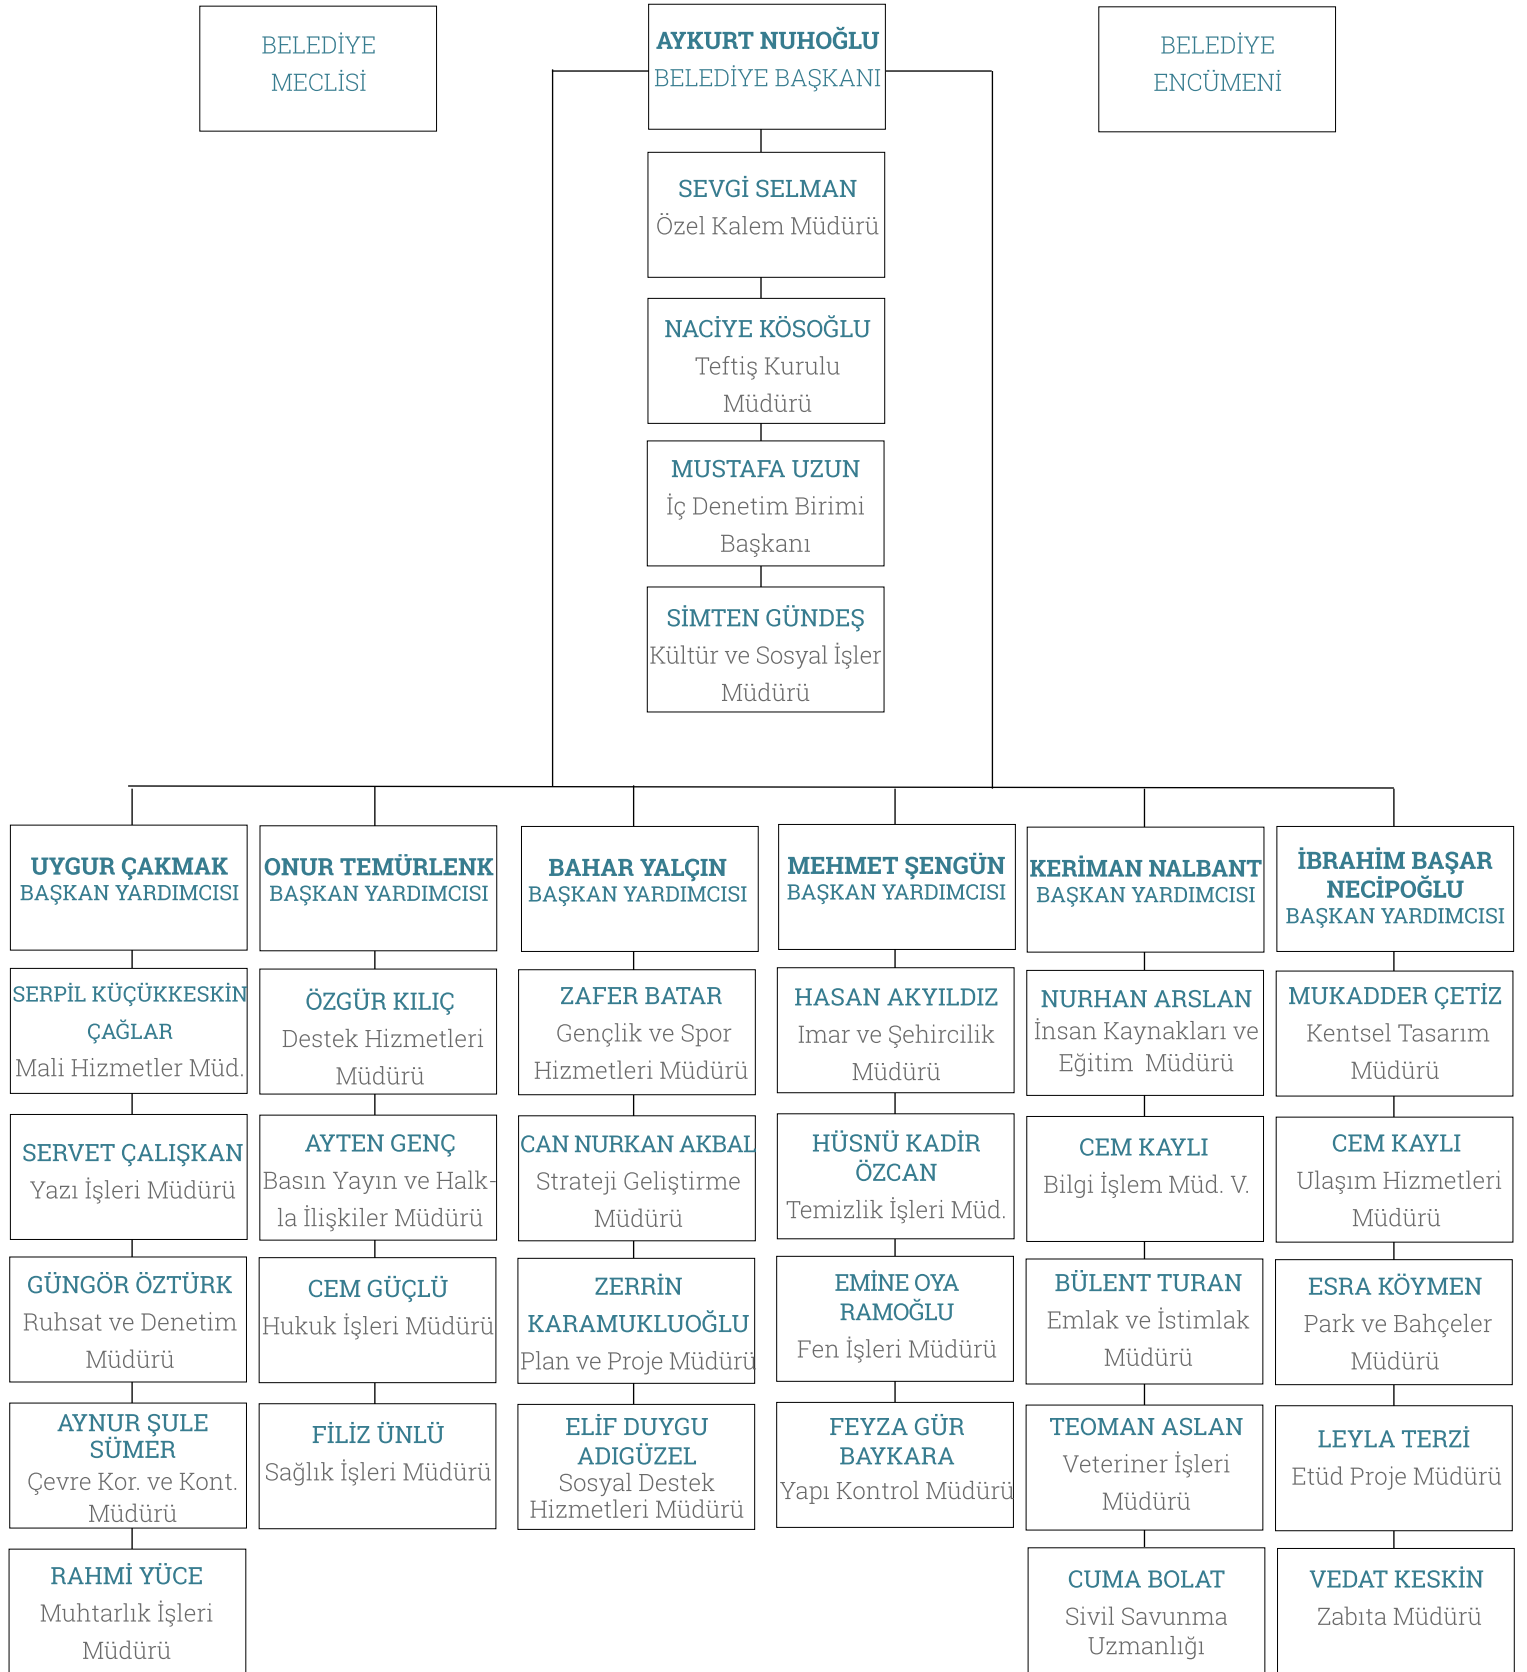 BELEDİYE
MECLİSİ
AYKURT NUHOĞLU
BELEDİYE BAŞKANI
BELEDİYE
ENCÜMENİ
SEVGİ SELMAN
Özel Kalem Müdürü
NACİYE KÖSOĞLU
Teftiş Kurulu
Müdürü
MUSTAFA UZUN
İç Denetim Birimi
Başkanı
SİMTEN GÜNDEŞ
Kültür ve Sosyal İşler
Müdürü
UYGUR ÇAKMAK
BAŞKAN YARDIMCISI
SERPİL KÜÇÜKKESKİN
ÇAĞLAR
Mali Hizmetler Müd.
SERVET ÇALIŞKAN
Yazı İşleri Müdürü
GÜNGÖR ÖZTÜRK
Ruhsat ve Denetim
Müdürü
AYNUR ŞULE
SÜMER
Çevre Kor. ve Kont.
Müdürü
RAHMİ YÜCE
Muhtarlık İşleri
Müdürü
ONUR TEMÜRLENK
BAŞKAN YARDIMCISI
ÖZGÜR KILIÇ
Destek Hizmetleri
Müdürü
AYTEN GENÇ
Basın Yayın ve Halk-
la İlişkiler Müdürü
CEM GÜÇLÜ
Hukuk İşleri Müdürü
FİLİZ ÜNLÜ
Sağlık İşleri Müdürü
BAHAR YALÇIN
BAŞKAN YARDIMCISI
ZAFER BATAR
Gençlik ve Spor
Hizmetleri Müdürü
CAN NURKAN AKBAL
Strateji Geliştirme
Müdürü
ZERRİN
KARAMUKLUOĞLU
Plan ve Proje Müdürü
ELİF DUYGU
ADIGÜZEL
Sosyal Destek
Hizmetleri Müdürü
MEHMET ŞENGÜN
BAŞKAN YARDIMCISI
HASAN AKYILDIZ
Imar ve Şehircilik
Müdürü
HÜSNÜ KADİR
ÖZCAN
Temizlik İşleri Müd.
EMİNE OYA
RAMOĞLU
Fen İşleri Müdürü
FEYZA GÜR
BAYKARA
Yapı Kontrol Müdürü
KERİMAN NALBANT
BAŞKAN YARDIMCISI
NURHAN ARSLAN
İnsan Kaynakları ve
Eğitim Müdürü
CEM KAYLI
Bilgi İşlem Müd. V.
BÜLENT TURAN
Emlak ve İstimlak
Müdürü
TEOMAN ASLAN
Veteriner İşleri
Müdürü
CUMA BOLAT
Sivil Savunma
Uzmanlığı
İBRAHİM BAŞAR
NECİPOĞLU
BAŞKAN YARDIMCISI
MUKADDER ÇETİZ
Kentsel Tasarım
Müdürü
CEM KAYLI
Ulaşım Hizmetleri
Müdürü
ESRA KÖYMEN
Park ve Bahçeler
Müdürü
LEYLA TERZİ
Etüd Proje Müdürü
VEDAT KESKİN
Zabıta Müdürü